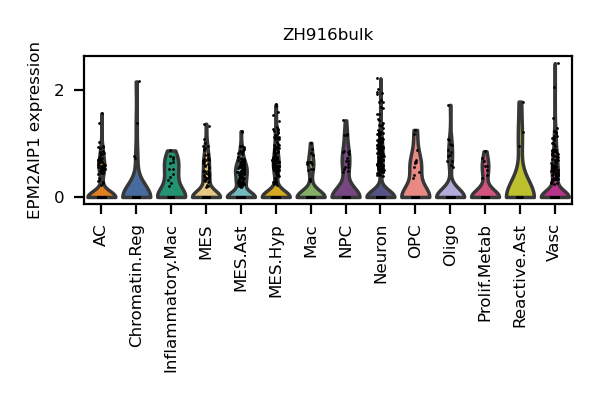 ZH916bulk
EPM2AIP1 expression
2
0
AC
Chromatin.Reg
Inflammatory.Mac
MES
MES.Ast
MES.Hyp
Mac
NPC
Neuron
OPC
Oligo
Prolif.Metab
Reactive.Ast
Vasc